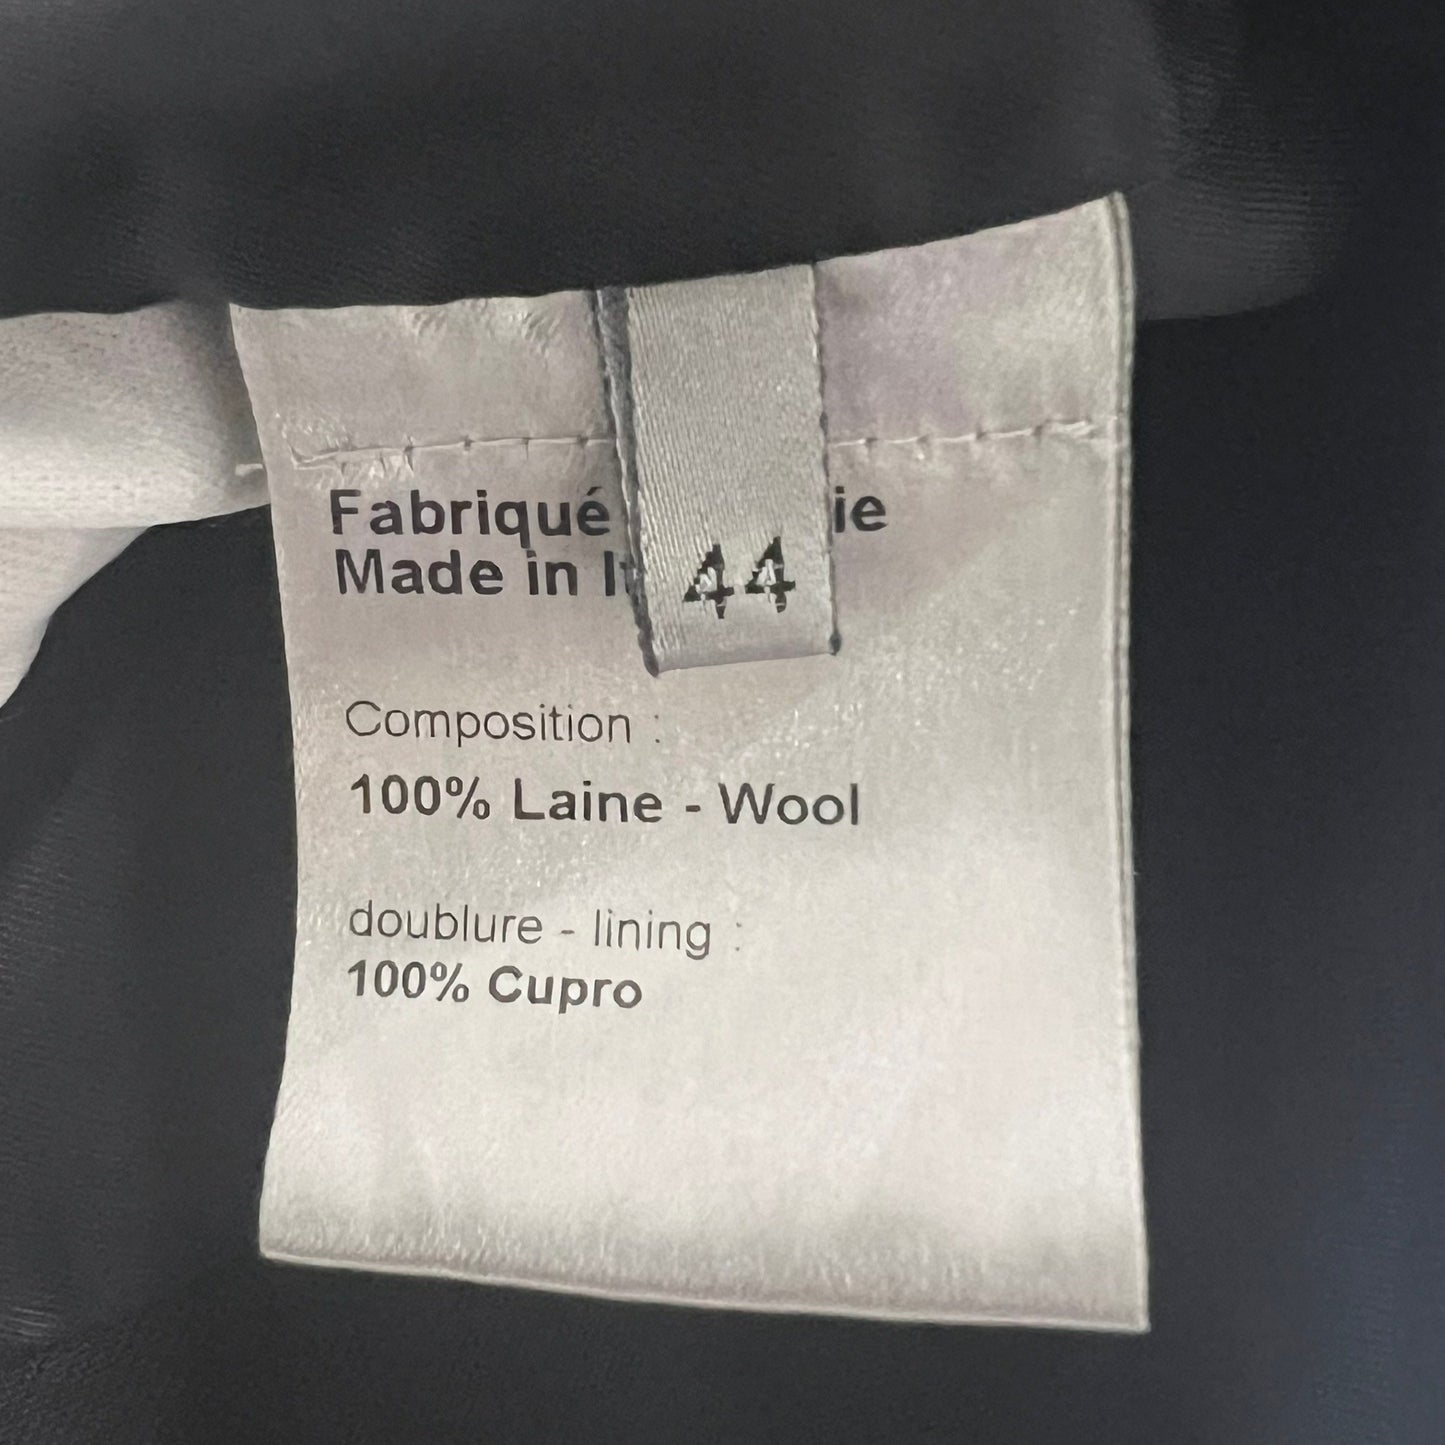 Fabriqué ie
Made in It
44
Composition :
100% Laine - Wool
doublure - lining :
100% Cupro